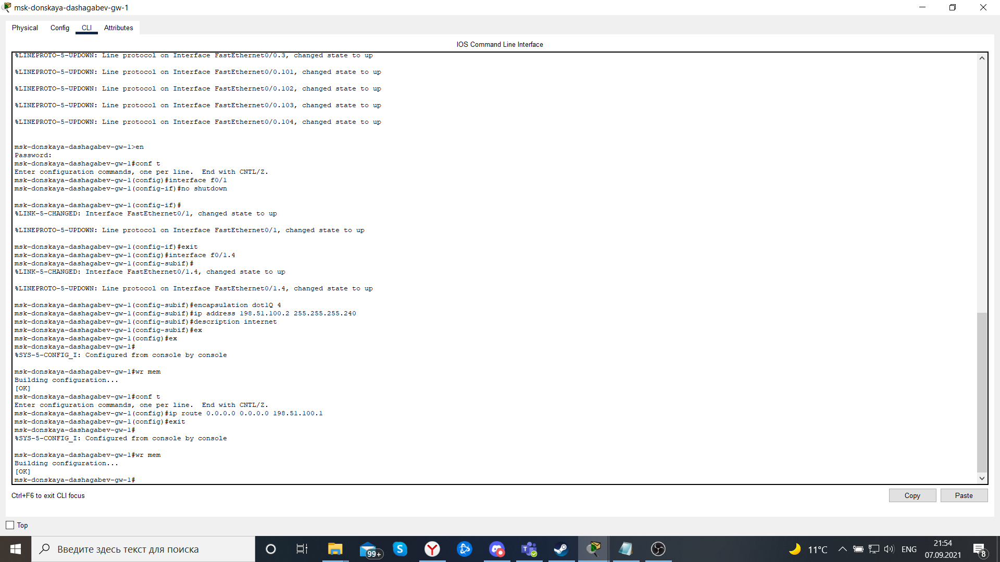 msk-donskaya-dashagabev-gw-1
Physical Config CLI Attributes
IOS Command Line Interface
%LINEPROTO-5-UPDOWN: Line protocol on Interface FastEthernet0/0.3, changed state to up
%LINEPROTO-5-UPDOWN: Line protocol on Interface FastEthernet0/0.101, changed state to up
%LINEPROTO-5-UPDOWN: Line protocol on Interface FastEthernet0/0.102, changed state to up
%LINEPROTO-5-UPDOWN: Line protocol on Interface FastEthernet0/0.103, changed state to up
%LINEPROTO-5-UPDOWN: Line protocol on Interface FastEthernet0/0.104, changed state to up
msk-donskaya-dashagabev-gw-1>en
Password:
msk-donskaya-dashagabev-gw-1#conf t
Enter configuration commands, one per line.  End with CNTL/Z.
msk-donskaya-dashagabev-gw-1(config)#interface f0/1
msk-donskaya-dashagabev-gw-1(config-if)#no shutdown
msk-donskaya-dashagabev-gw-1(config-if)#
%LINK-5-CHANGED: Interface FastEthernet0/1, changed state to up
%LINEPROTO-5-UPDOWN: Line protocol on Interface FastEthernet0/1, changed state to up
msk-donskaya-dashagabev-gw-1(config-if)#exit
msk-donskaya-dashagabev-gw-1(config)#interface f0/1.4
msk-donskaya-dashagabev-gw-1(config-subif)#
%LINK-5-CHANGED: Interface FastEthernet0/1.4, changed state to up
%LINEPROTO-5-UPDOWN: Line protocol on Interface FastEthernet0/1.4, changed state to up
msk-donskaya-dashagabev-gw-1(config-subif)#encapsulation dot1Q 4
msk-donskaya-dashagabev-gw-1(config-subif)#ip address 198.51.100.2 255.255.255.240
msk-donskaya-dashagabev-gw-1(config-subif)#description internet
msk-donskaya-dashagabev-gw-1(config-subif)#ex
msk-donskaya-dashagabev-gw-1(config)#ex
msk-donskaya-dashagabev-gw-1#
%SYS-5-CONFIG_I: Configured from console by console
msk-donskaya-dashagabev-gw-1#wr mem
Building configuration...
[OK]
msk-donskaya-dashagabev-gw-1#conf t
Enter configuration commands, one per line.  End with CNTL/Z.
msk-donskaya-dashagabev-gw-1(config)#ip route 0.0.0.0 0.0.0.0 198.51.100.1
msk-donskaya-dashagabev-gw-1(config)#exit
msk-donskaya-dashagabev-gw-1#
%SYS-5-CONFIG_I: Configured from console by console
msk-donskaya-dashagabev-gw-1#wr mem
Building configuration...
[OK]
msk-donskaya-dashagabev-gw-1#
Ctrl+F6 to exit CLI focus
Copy Paste
Top
Введите здесь текст для поиска
99+
11°C
ENG
21:54
07.09.2021
8